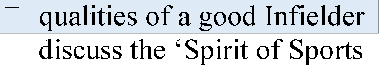 – qualities of a good Infielder
discuss the ‘Spirit of Sports